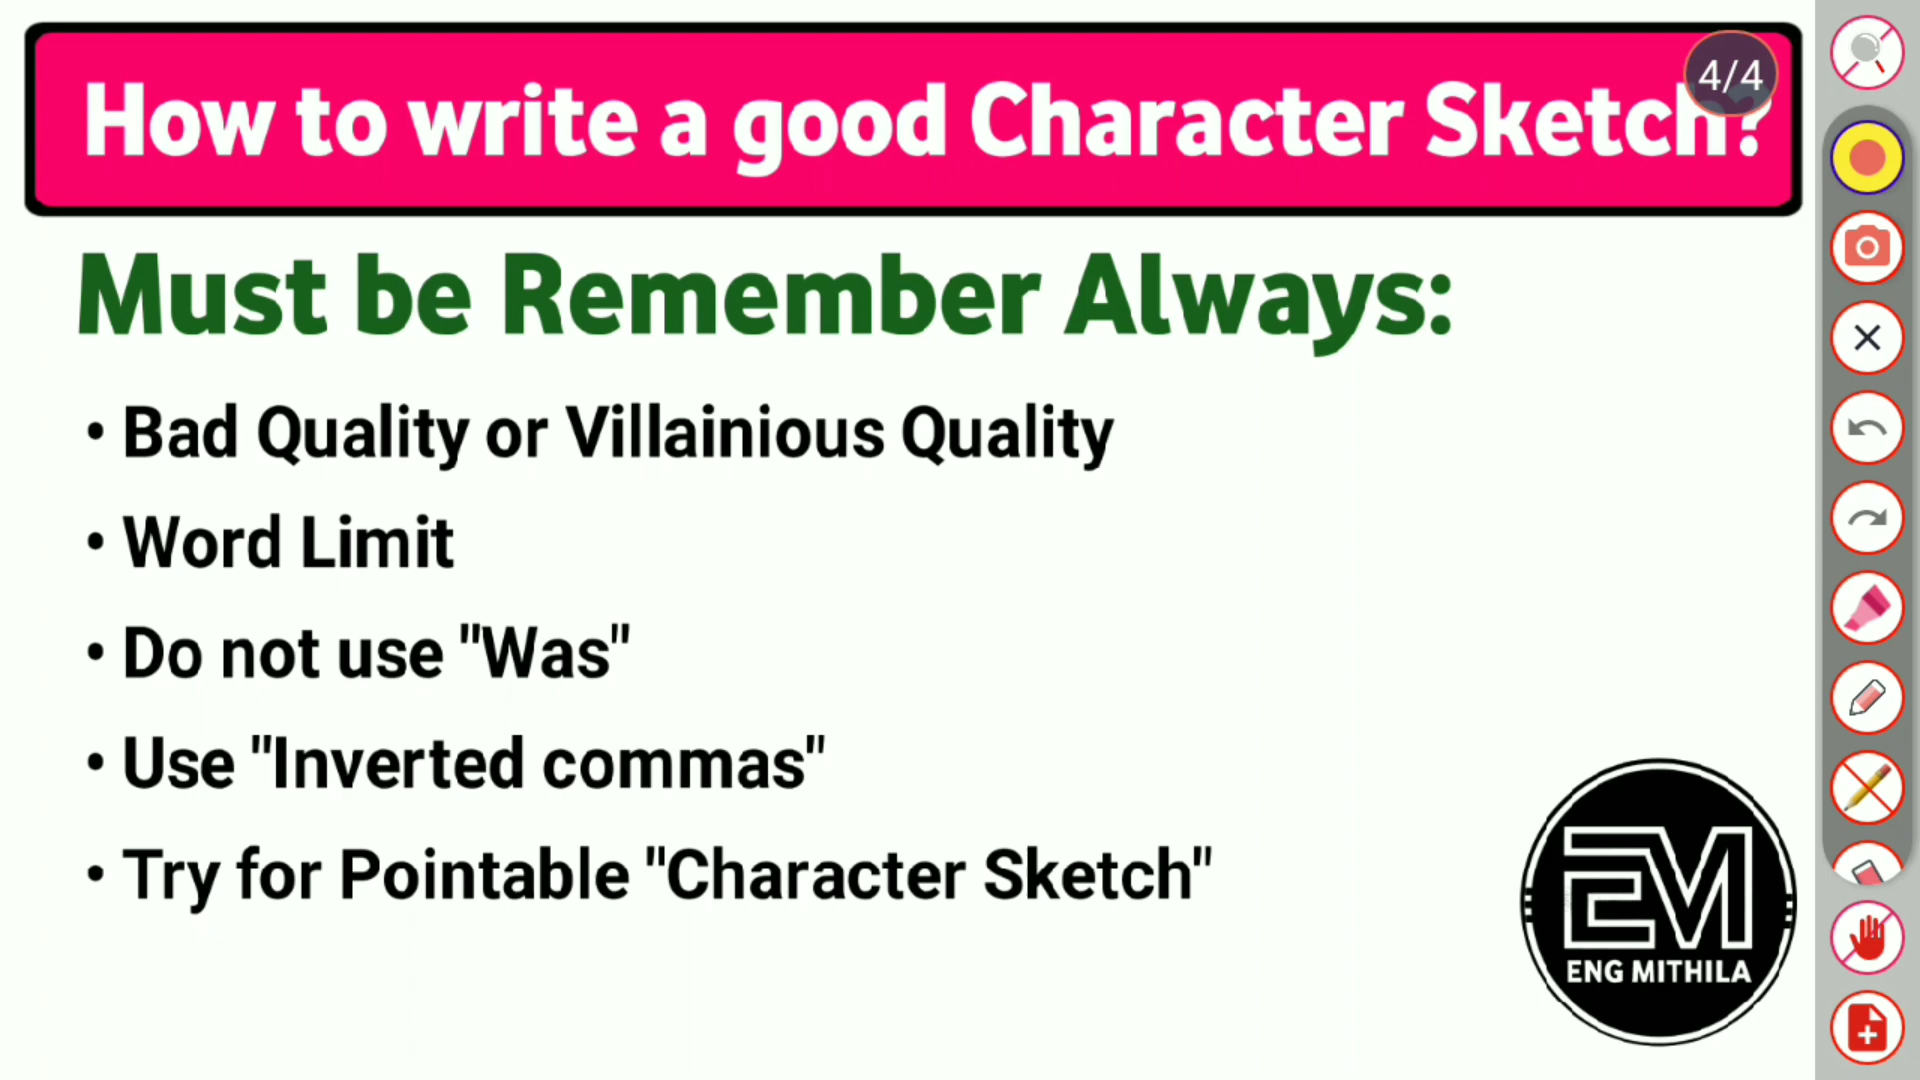 How to write a good Character Sketch?
4/4
Must be Remember Always:
• Bad Quality or Villainious Quality
• Word Limit
• Do not use "Was"
• Use "Inverted commas"
• Try for Pointable "Character Sketch"
EM
ENG MITHILA